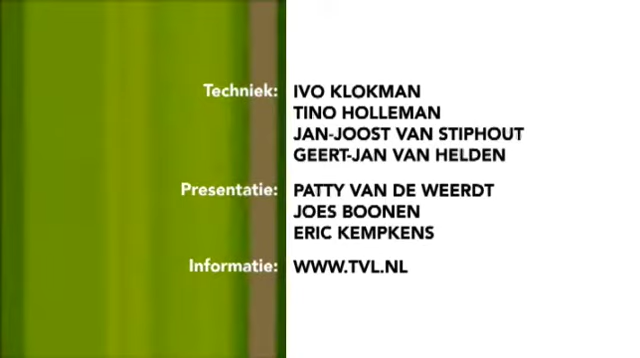 Techniek: IVO KLOKMAN
TINO HOLLEMAN
JAN-JOOST VAN STIPHOUT
GEERT-JAN VAN HELDEN
Presentatie: PATTY VAN DE WEERDT
JOES BOONEN
ERIC KEMPKENS
Informatie: WWW.TVL.NL